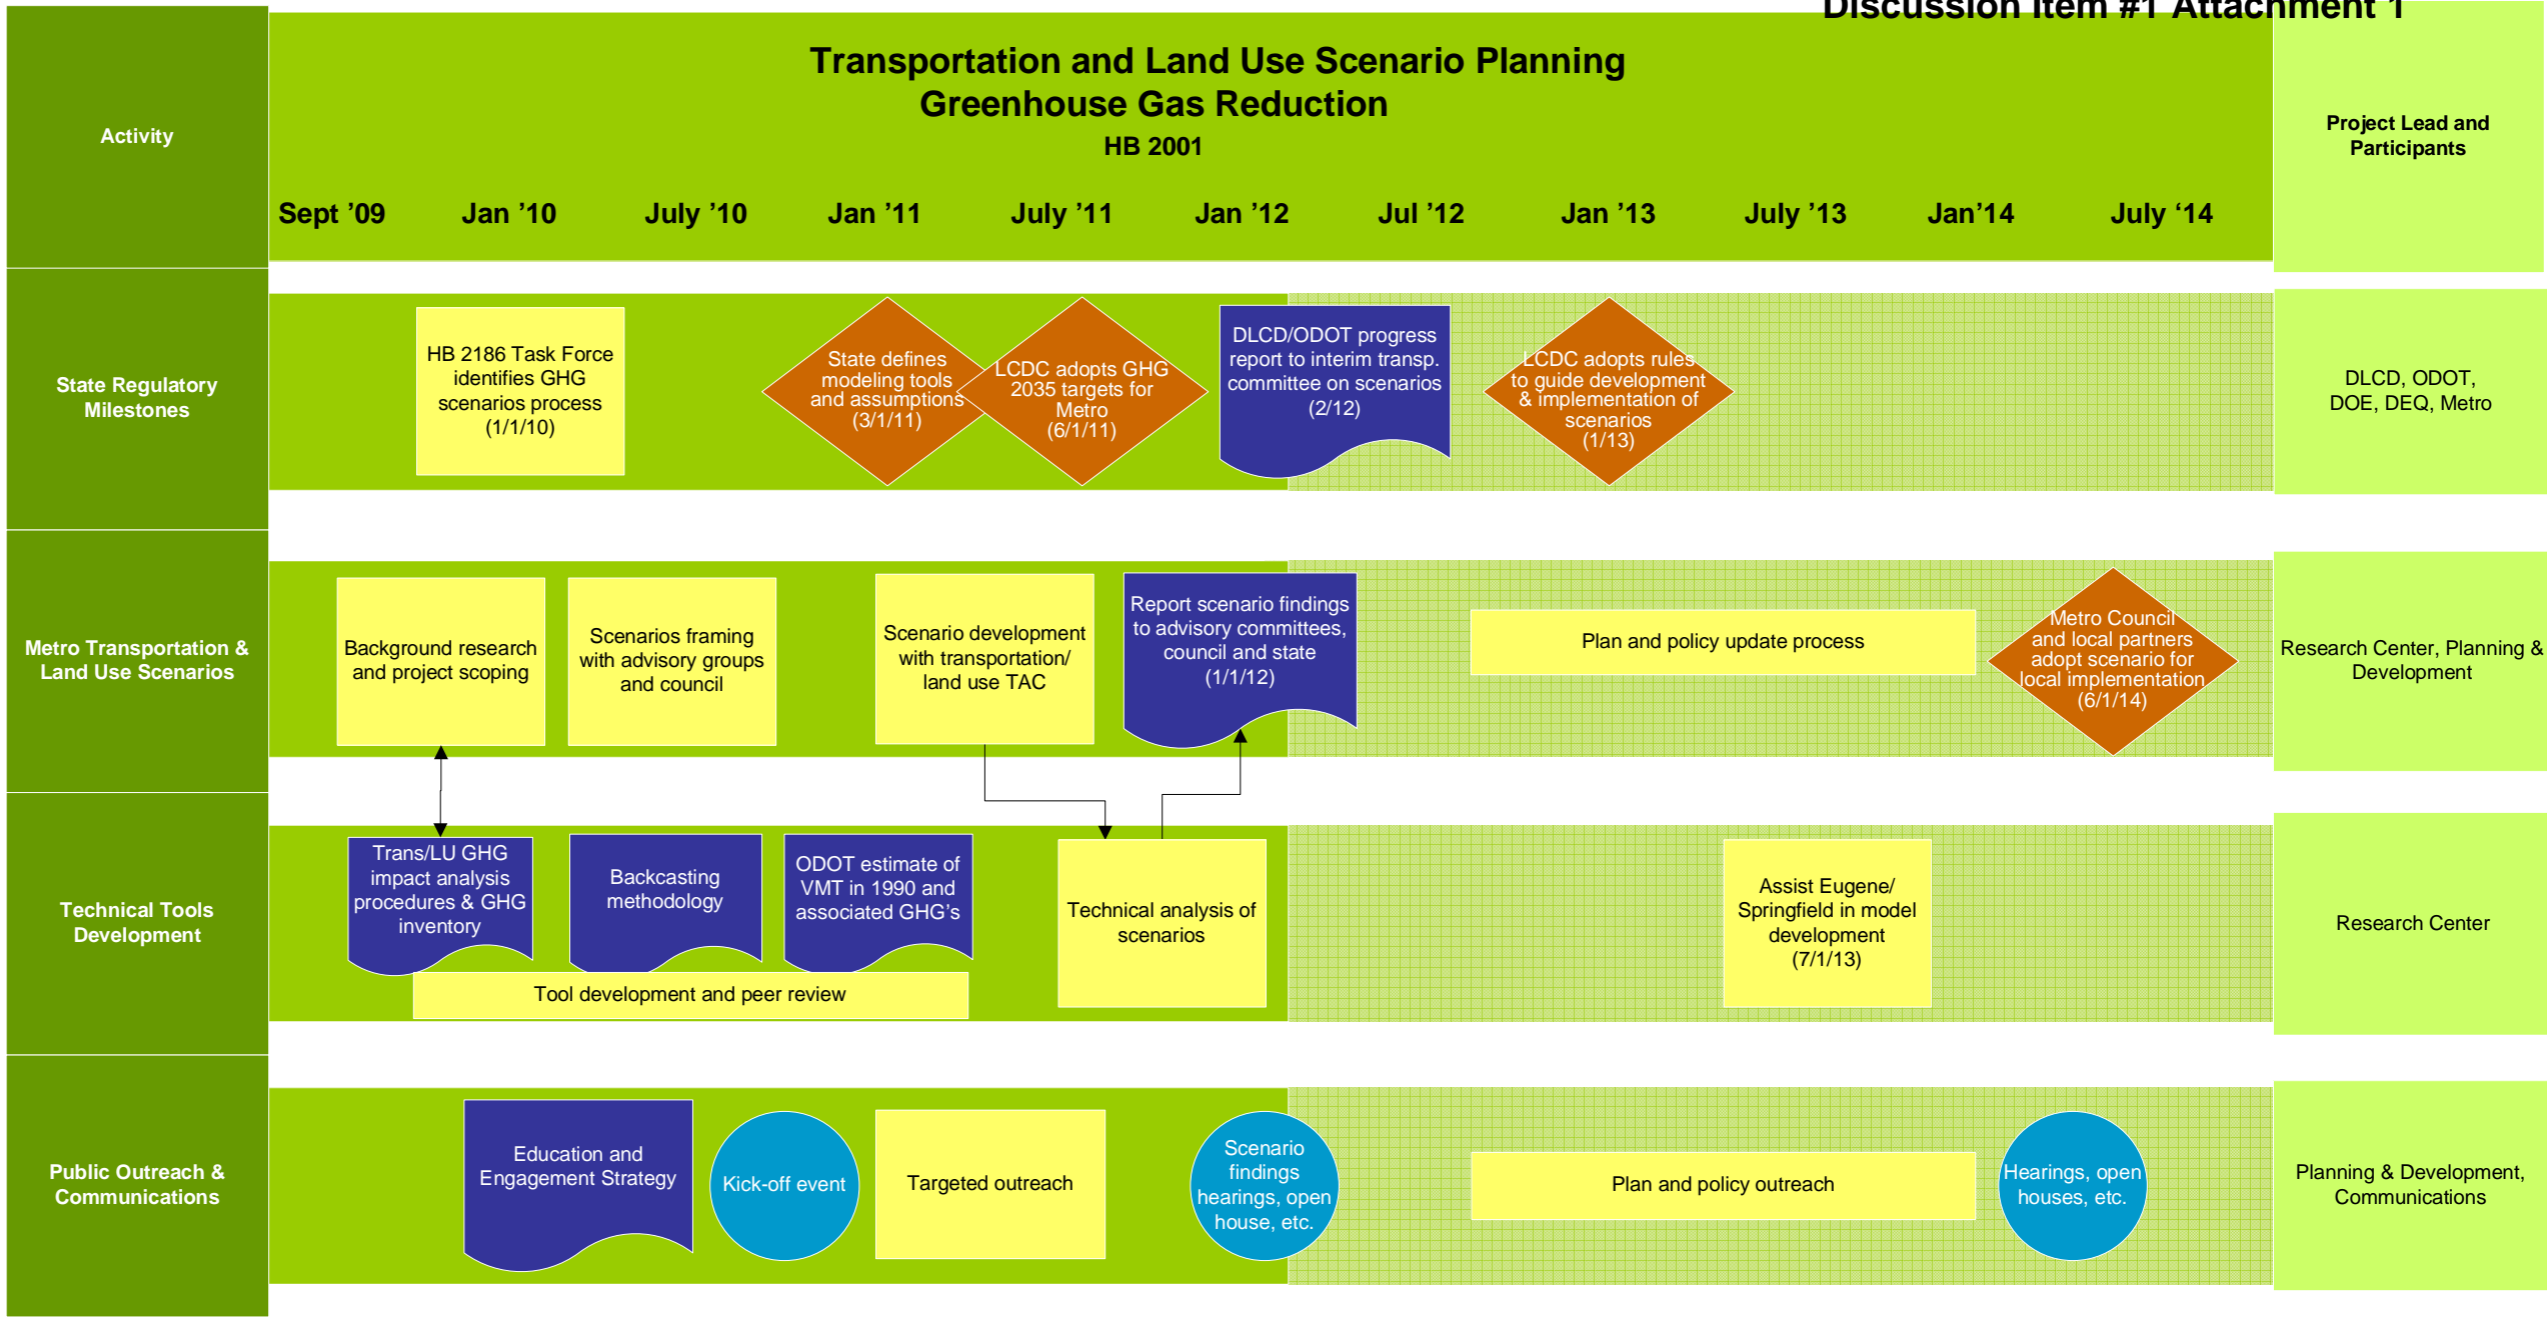 Discussion Item #1 Attachment 1
Transportation and Land Use Scenario Planning
Greenhouse Gas Reduction
HB 2001
Activity
Project Lead and
Participants
Sept ’09
Jan ’10
July ’10
Jan ’11
July ’11
Jan ’12
Jul ’12
Jan ’13
July ’13
Jan’14
July ‘14
State Regulatory
Milestones
HB 2186 Task Force
identifies GHG
scenarios process
(1/1/10)
State defines
modeling tools
and assumptions
(3/1/11)
LCDC adopts GHG
2035 targets for
Metro
(6/1/11)
DLCD/ODOT progress
report to interim transp.
committee on scenarios
(2/12)
LCDC adopts rules
to guide development
& implementation of
scenarios
(1/13)
DLCD, ODOT,
DOE, DEQ, Metro
Metro Transportation &
Land Use Scenarios
Background research
and project scoping
Scenarios framing
with advisory groups
and council
Scenario development
with transportation/
land use TAC
Report scenario findings
to advisory committees,
council and state
(1/1/12)
Plan and policy update process
Metro Council
and local partners
adopt scenario for
local implementation
(6/1/14)
Research Center, Planning &
Development
Technical Tools
Development
Trans/LU GHG
impact analysis
procedures & GHG
inventory
Backcasting
methodology
ODOT estimate of
VMT in 1990 and
associated GHG’s
Tool development and peer review
Technical analysis of
scenarios
Assist Eugene/
Springfield in model
development
(7/1/13)
Research Center
Public Outreach &
Communications
Education and
Engagement Strategy
Kick-off event
Targeted outreach
Scenario
findings
hearings, open
house, etc.
Plan and policy outreach
Hearings, open
houses, etc.
Planning & Development,
Communications